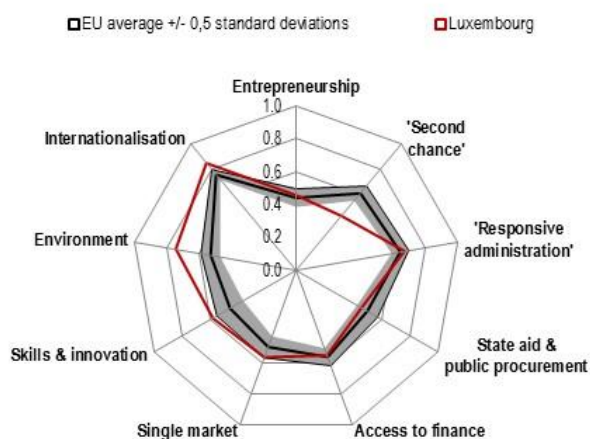 EU average +/- 0,5 standard deviations
Luxembourg
Entrepreneurship
1.0
0.8
0.6
0.4
0.2
0.0
'Second
chance'
'Responsive
administration'
State aid &
public procurement
Access to finance
Single market
Skills & innovation
Environment
Internationalisation